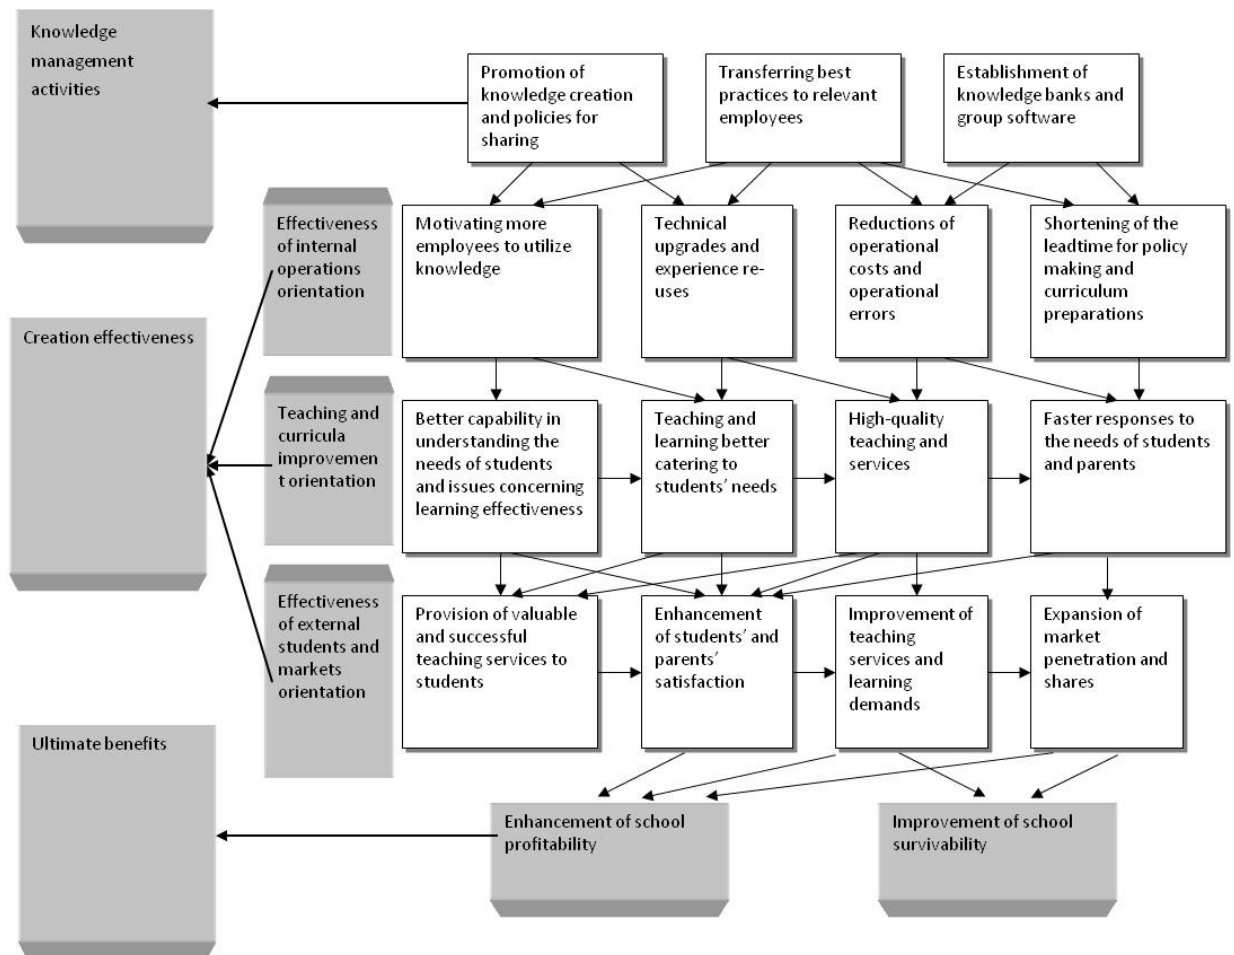 Knowledge
management
activities
Promotion of
knowledge creation
and policies for
sharing
Transferring best
practices to relevant
employees
Establishment of
knowledge banks and
group software
Effectiveness
of internal
operations
orientation
Motivating more
employees to utilize
knowledge
Technical
upgrades and
experience re-
uses
Reductions of
operational
costs and
operational
errors
Shortening of the
leadtime for policy
making and
curriculum
preparations
Creation effectiveness
Teaching and
curricula
improvemen
t orientation
Better capability in
understanding the
needs of students
and issues concerning
learning effectiveness
Teaching and
learning better
catering to
students’ needs
High-quality
teaching and
services
Faster responses to
the needs of students
and parents
Effectiveness
of external
students and
markets
orientation
Provision of valuable
and successful
teaching services to
students
Enhancement
of students’ and
parents’
satisfaction
Improvement of
teaching
services and
learning
demands
Expansion of
market
penetration and
shares
Ultimate benefits
Enhancement of school
profitability
Improvement of school
survivability